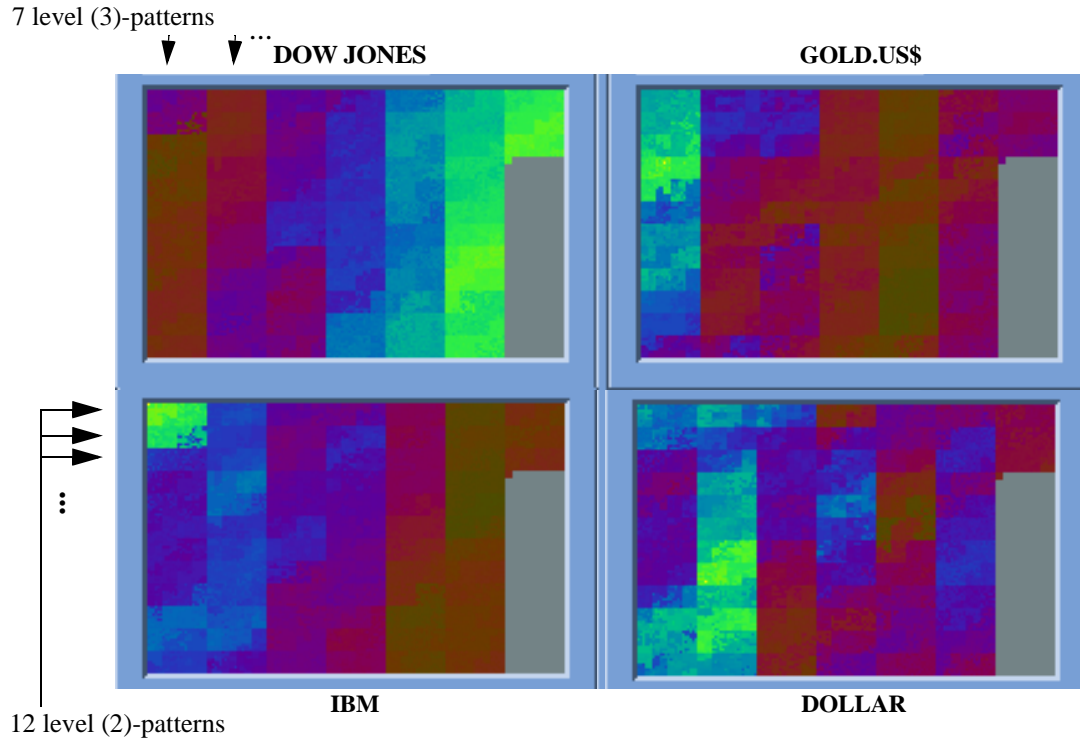 7 level (3)-patterns
...
DOW JONES
GOLD.US$
...
IBM
DOLLAR
12 level (2)-patterns